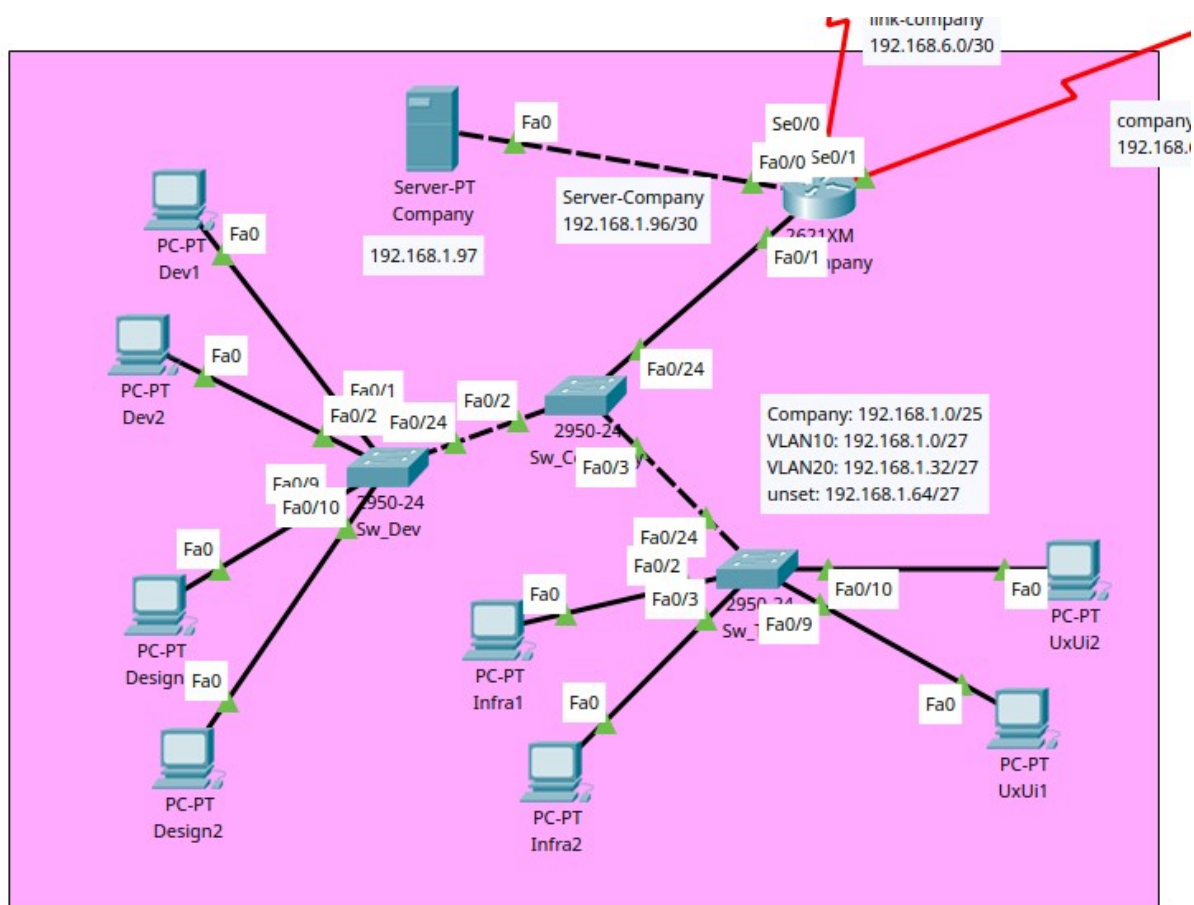 link-company
192.168.6.0/30
company
Se0/0
Fa0
Fa0/0
Se0/1
Server-PT
Company
192.168.1.97
Server-Company
192.168.1.96/30
2621XM
Fa0/1
PC-PT
Dev1
Fa0
PC-PT
Dev2
Fa0
Fa0/1
Fa0/2
Fa0/24
Fa0/2
Fa0/24
2950-24
Fa0/3
Company: 192.168.1.0/25
VLAN10: 192.168.1.0/27
VLAN20: 192.168.1.32/27
unset: 192.168.1.64/27
Fa0/9
Fa0/10
2950-24
Sw_Dev
Fa0
PC-PT
Design
Fa0
PC-PT
Design2
Fa0/24
Fa0/2
Fa0/3
2950-24
Fa0/9
Fa0/10
Fa0
PC-PT
UxUi2
Fa0
PC-PT
Infra1
Fa0
PC-PT
Infra2
Fa0
PC-PT
UxUi1